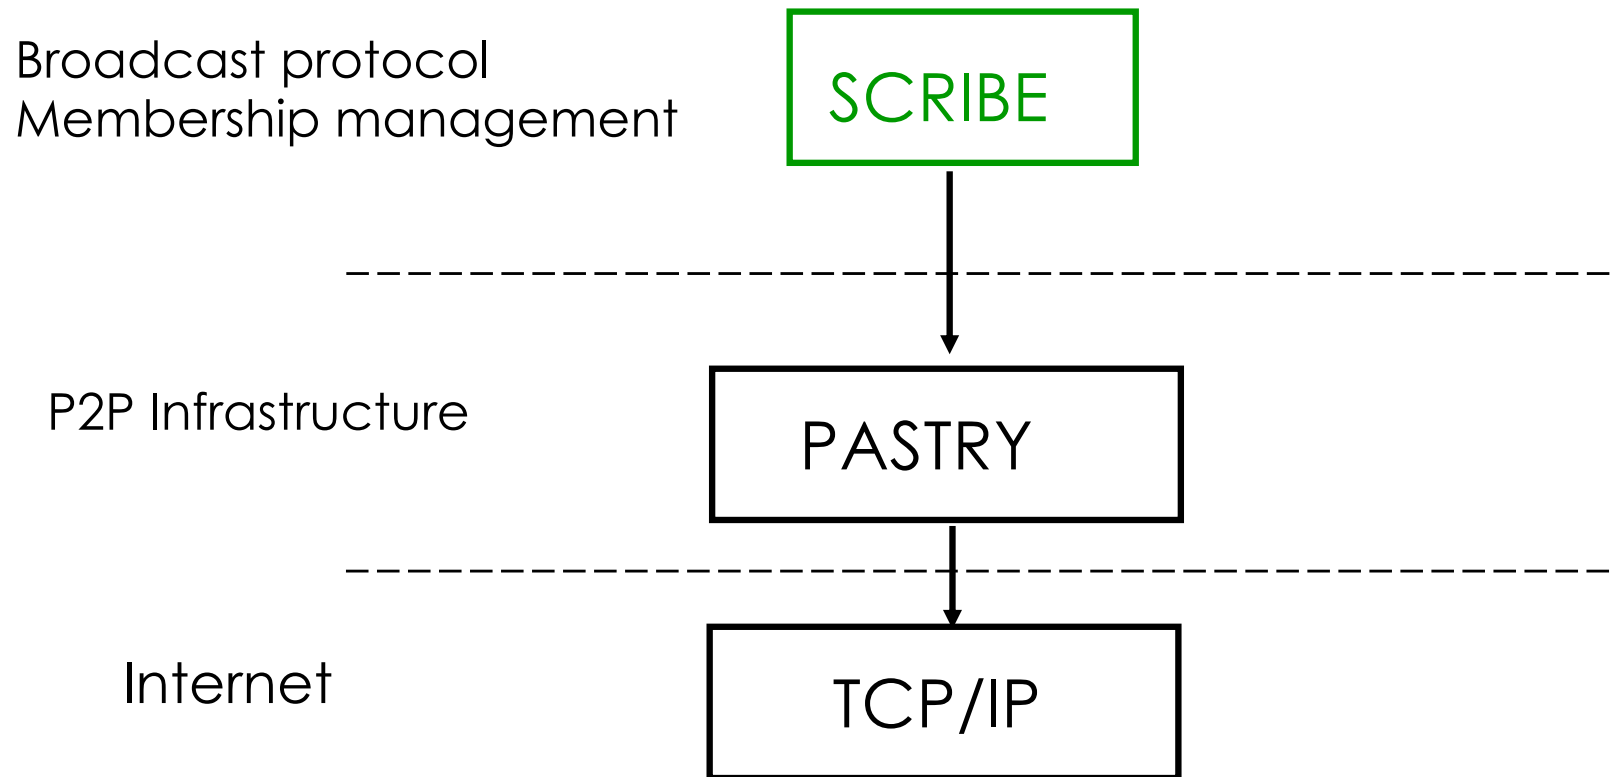 Broadcast protocol
Membership management
SCRIBE
P2P Infrastructure
PASTRY
Internet
TCP/IP